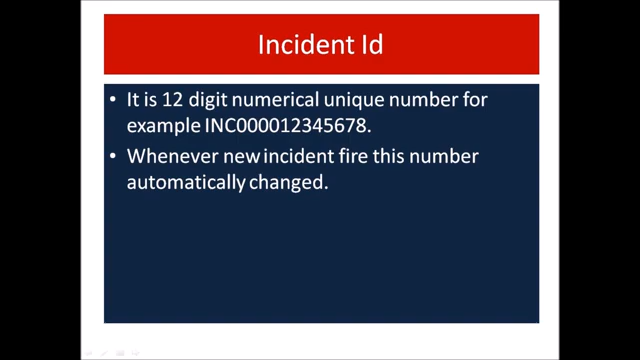 Incident Id
• It is 12 digit numerical unique number for
example INC000012345678.
• Whenever new incident fire this number
automatically changed.